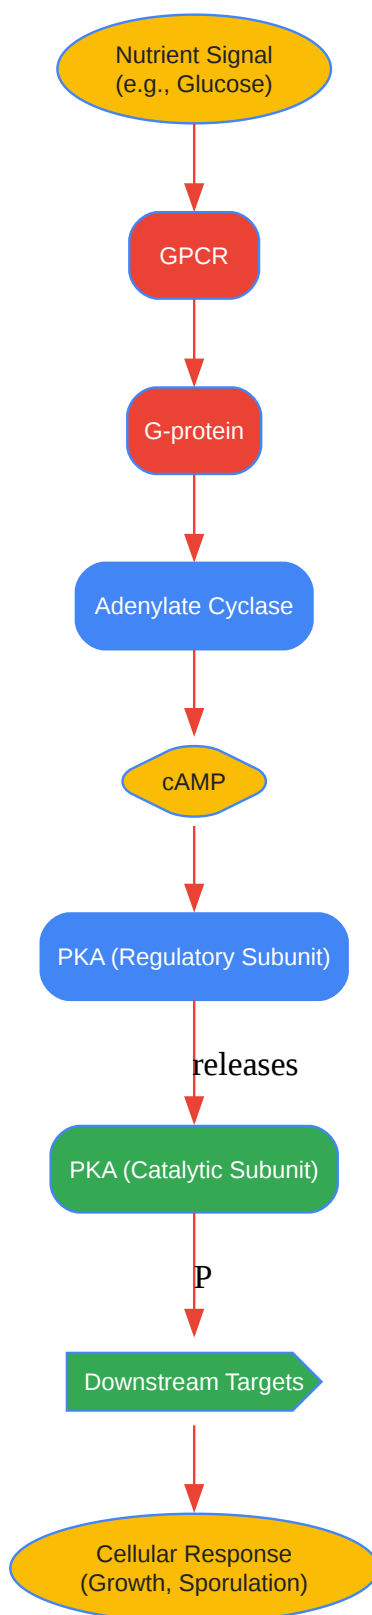 Nutrient Signal
(e.g., Glucose)
GPCR
G-protein
Adenylate Cyclase
cAMP
PKA (Regulatory Subunit)
releases
PKA (Catalytic Subunit)
P
Downstream Targets
Cellular Response
(Growth, Sporulation)